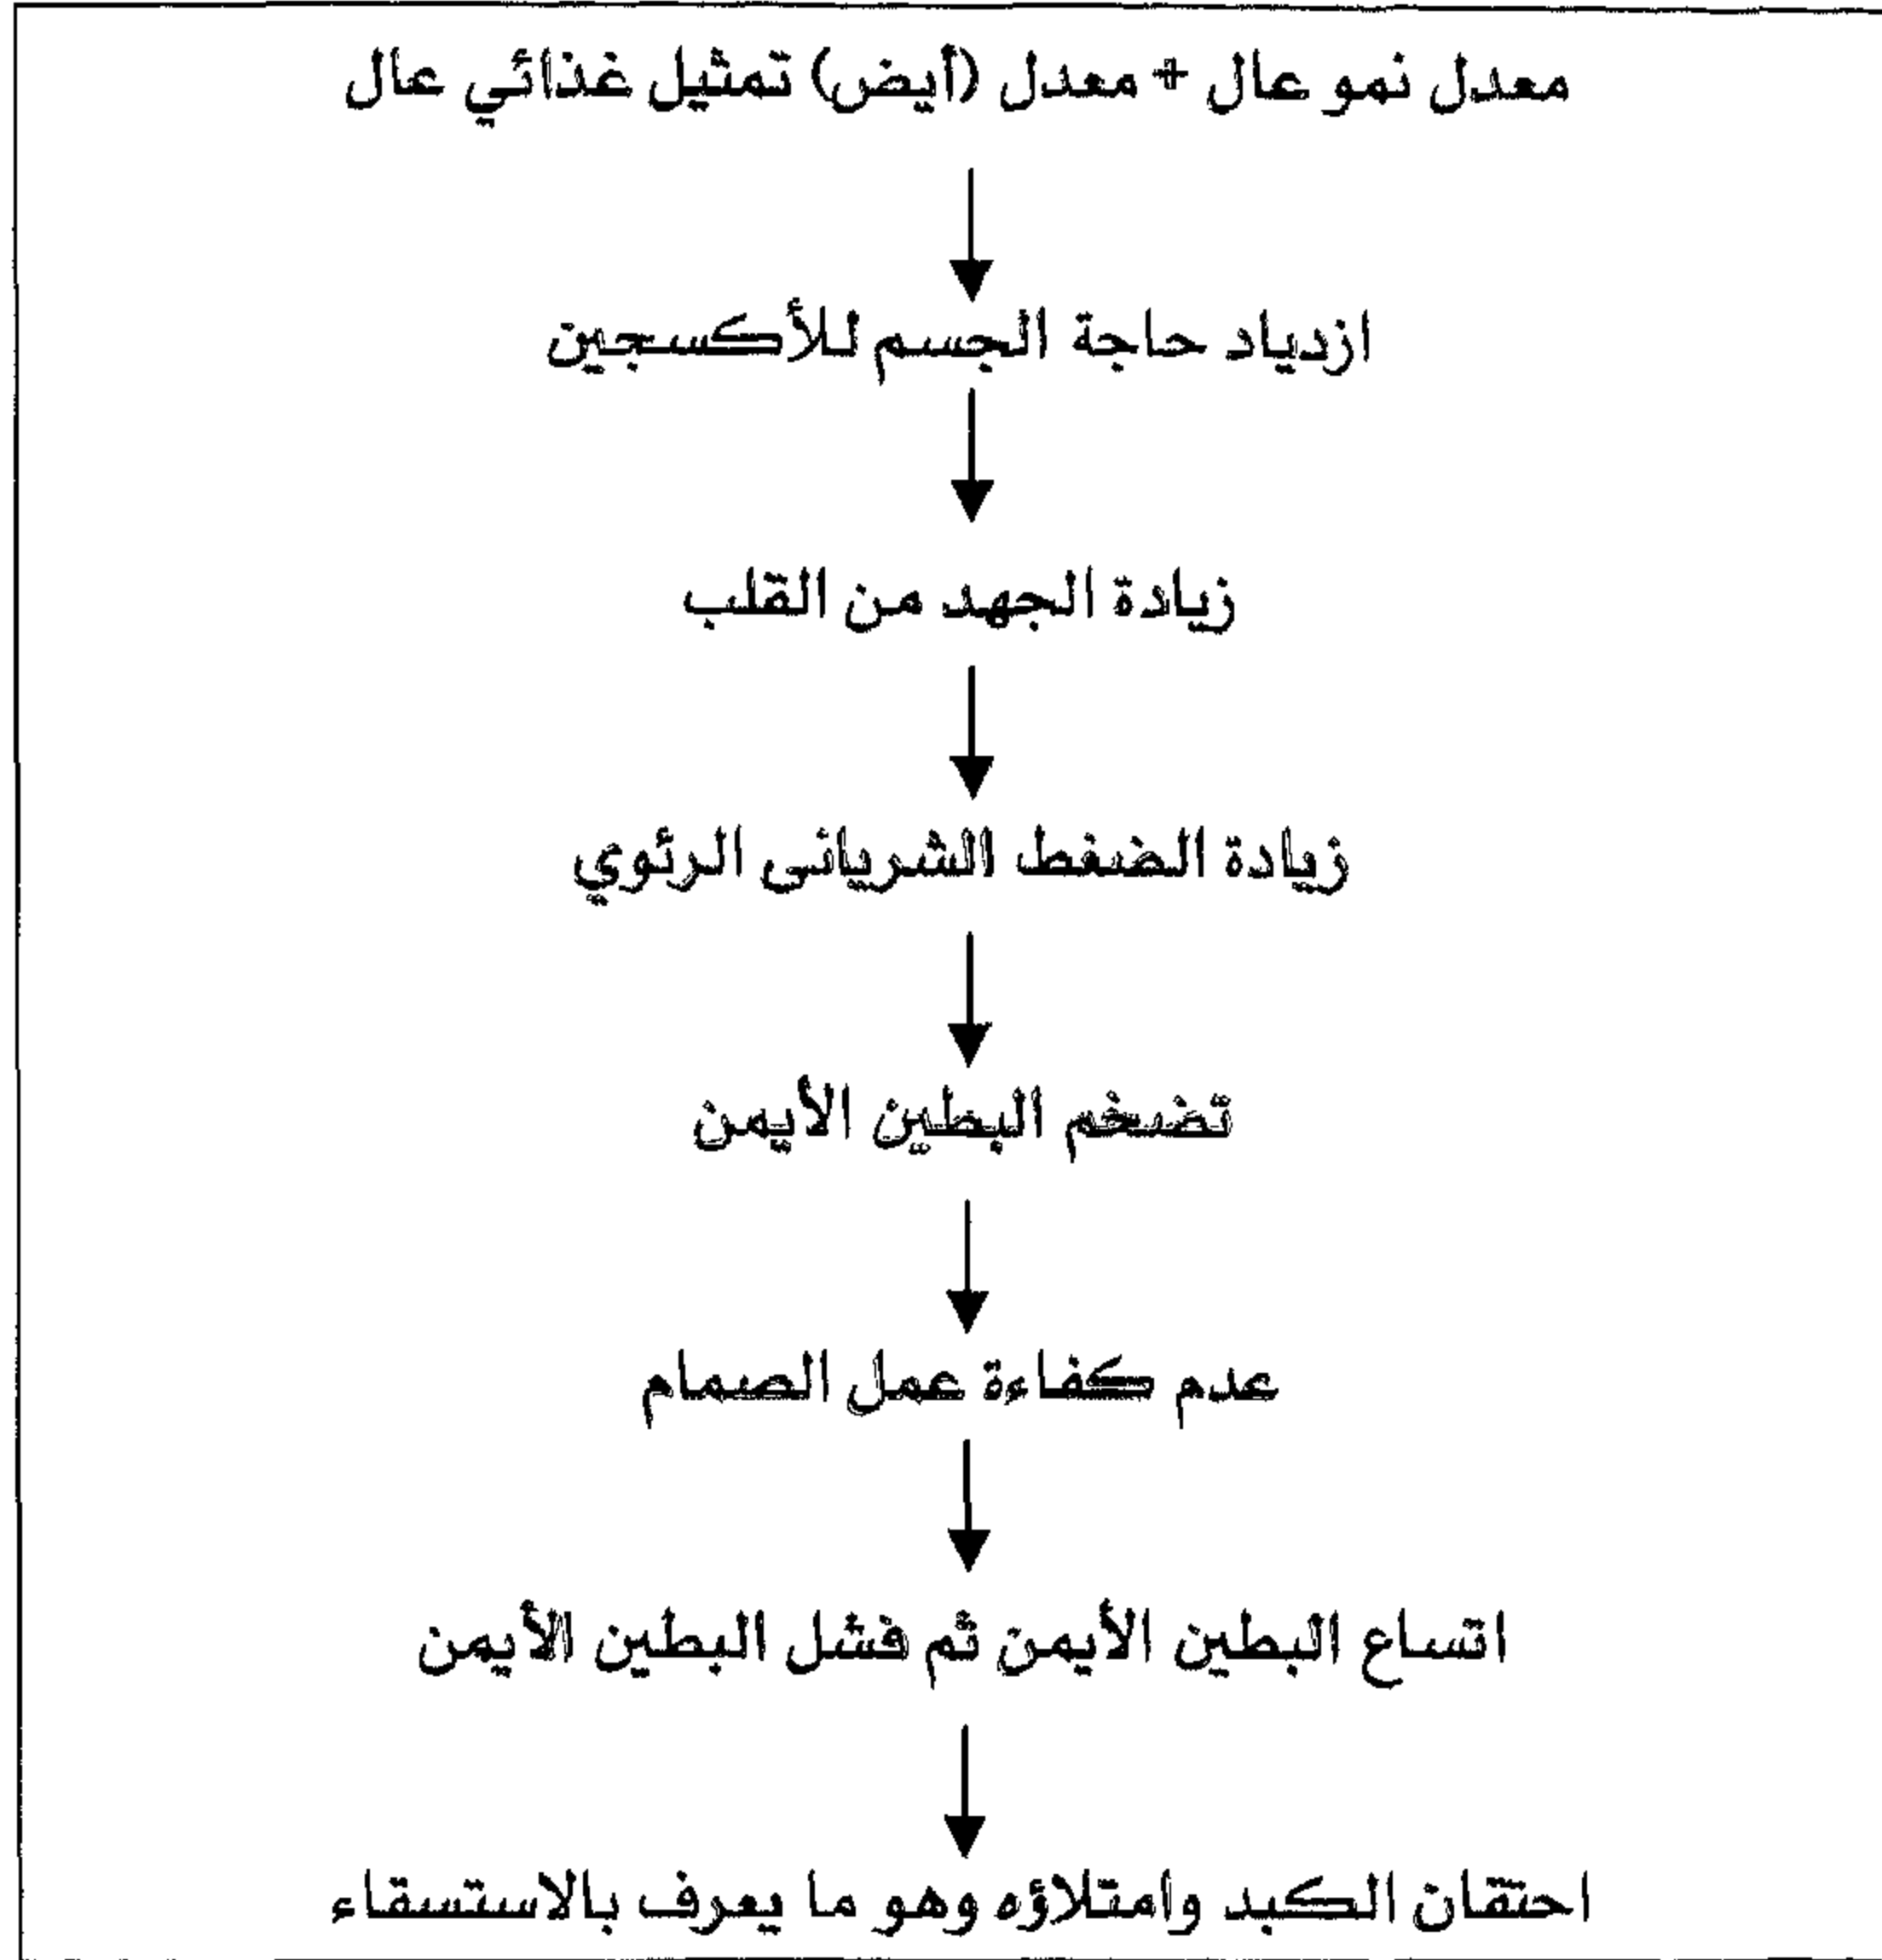 معدل نمو عال + معدل (أيض) تمثيل غذائي عال
ازدياد حاجة الجسم للأكسجين
زيادة الجهد من القلب
زيادة الضغط الشريانى الرئوي
تضخم البطين الأيمن
عدم كفاءة عمل الصمام
اتساع البطين الأيمن ثم فشل البطين الأيمن
احتقان الكبد وامتلاؤه وهو ما يعرف بالاستسقاء